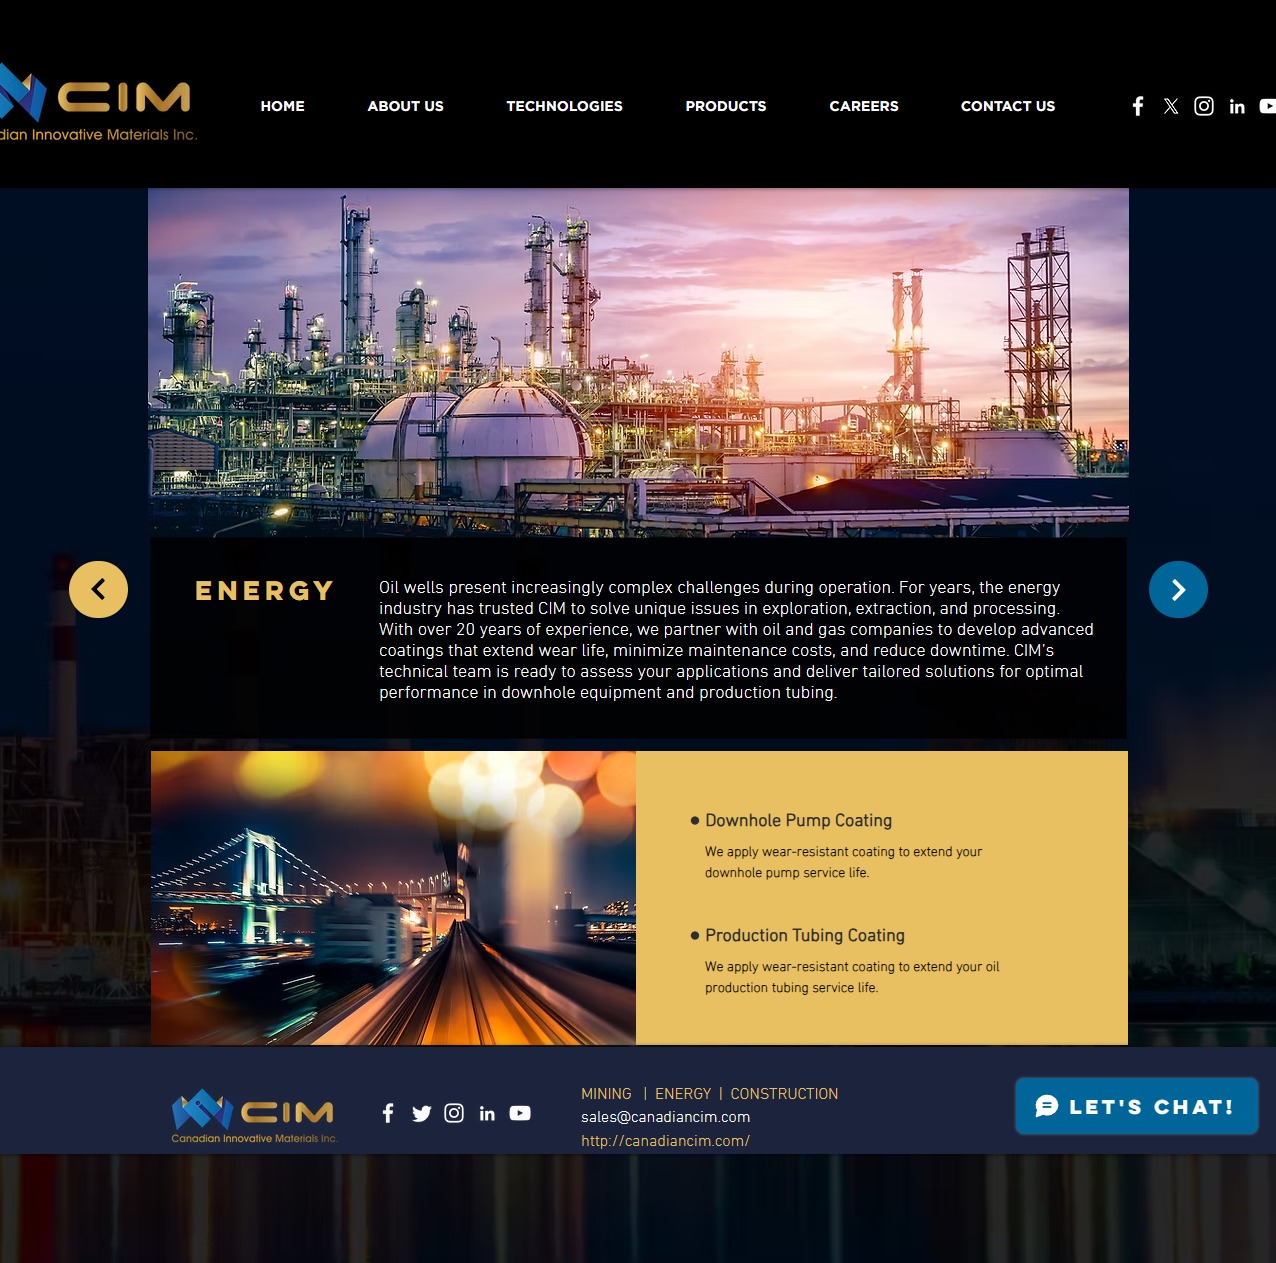 CIM
dian Innovative Materials Inc.
HOME
ABOUT US
TECHNOLOGIES
PRODUCTS
CAREERS
CONTACT US
ENERGY
Oil wells present increasingly complex challenges during operation. For years, the energy
industry has trusted CIM to solve unique issues in exploration, extraction, and processing.
With over 20 years of experience, we partner with oil and gas companies to develop advanced
coatings that extend wear life, minimize maintenance costs, and reduce downtime. CIM's
technical team is ready to assess your applications and deliver tailored solutions for optimal
performance in downhole equipment and production tubing.
● Downhole Pump Coating
We apply wear-resistant coating to extend your
downhole pump service life.
● Production Tubing Coating
We apply wear-resistant coating to extend your oil
production tubing service life.
CIM
Canadian Innovative Materials Inc.
MINING | ENERGY | CONSTRUCTION
sales@canadiancim.com
http://canadiancim.com/
LET'S CHAT!